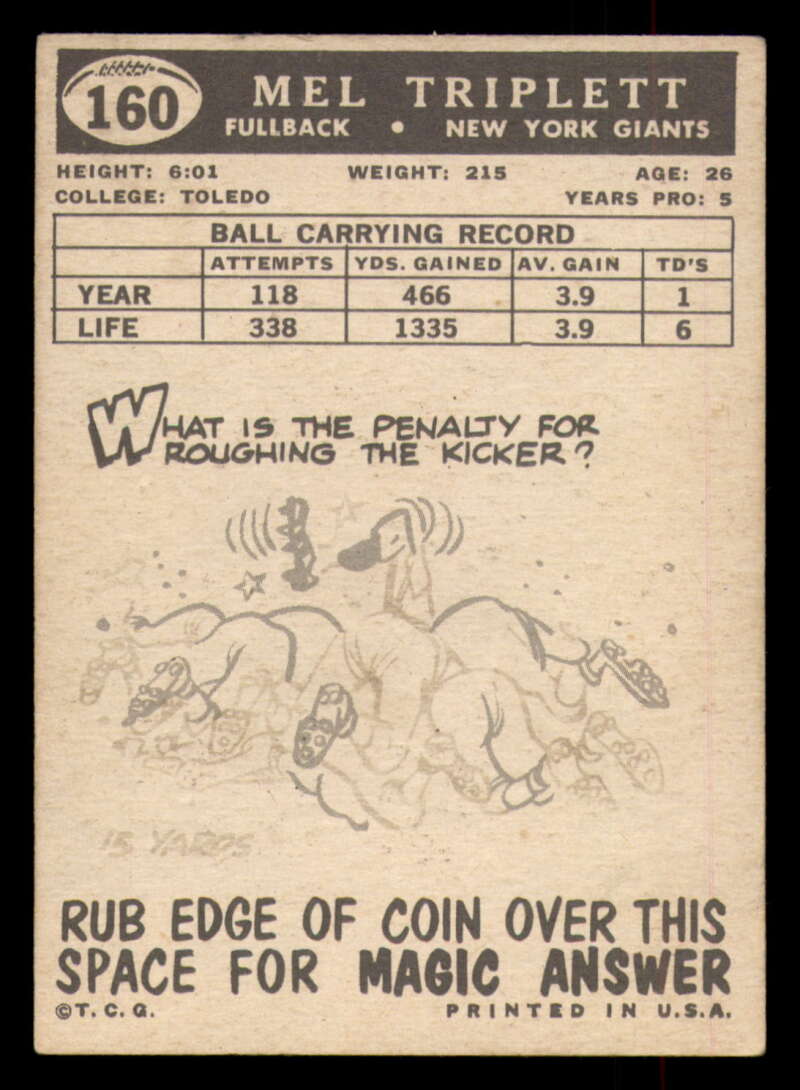 160
MEL TRIPLETT
FULLBACK • NEW YORK GIANTS
HEIGHT: 6:01 WEIGHT: 215 AGE: 26
COLLEGE: TOLEDO YEARS PRO: 5
BALL CARRYING RECORD
ATTEMPTS YDS. GAINED AV. GAIN TD'S
YEAR 118 466 3.9 1
LIFE 338 1335 3.9 6
WHAT IS THE PENALTY FOR
ROUGHING THE KICKER?
15 YARDS
RUB EDGE OF COIN OVER THIS
SPACE FOR MAGIC ANSWER
©T. C. G. PRINTED IN U.S.A.